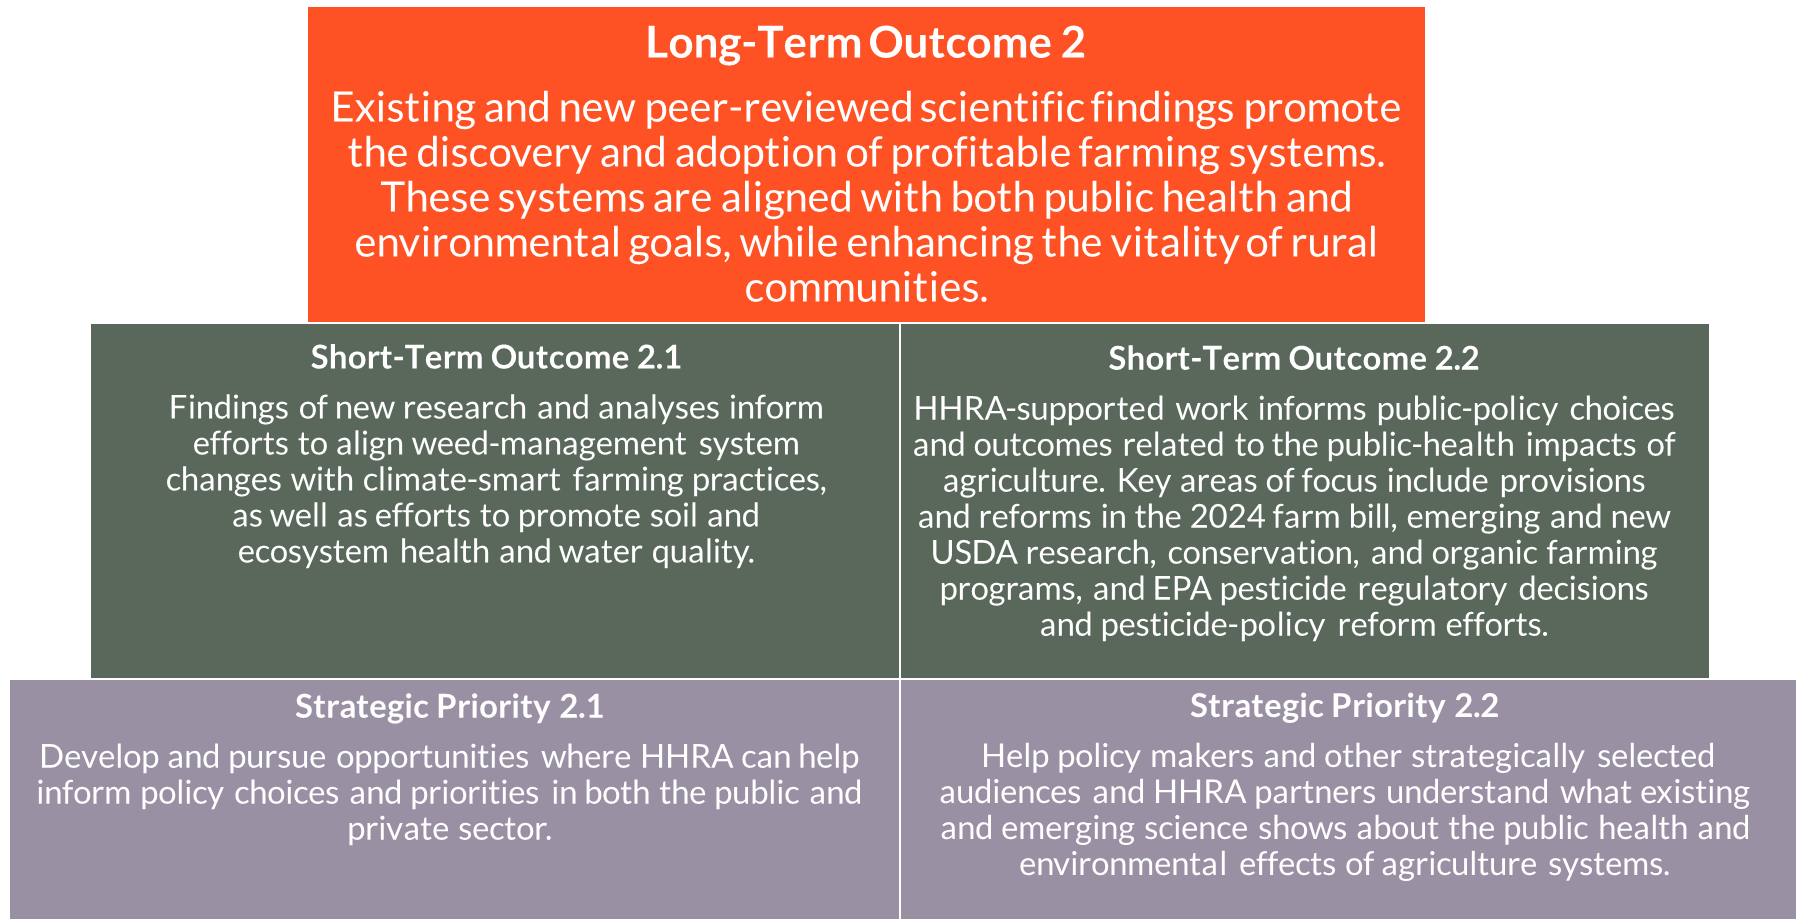 Long-Term Outcome 2
Existing and new peer-reviewed scientific findings promote
the discovery and adoption of profitable farming systems.
These systems are aligned with both public health and
environmental goals, while enhancing the vitality of rural
communities.
Short-Term Outcome 2.1
Findings of new research and analyses inform
efforts to align weed-management system
changes with climate-smart farming practices,
as well as efforts to promote soil and
ecosystem health and water quality.
Short-Term Outcome 2.2
HHRA-supported work informs public-policy choices
and outcomes related to the public-health impacts of
agriculture. Key areas of focus include provisions
and reforms in the 2024 farm bill, emerging and new
USDA research, conservation, and organic farming
programs, and EPA pesticide regulatory decisions
and pesticide-policy reform efforts.
Strategic Priority 2.1
Develop and pursue opportunities where HHRA can help
inform policy choices and priorities in both the public and
private sector.
Strategic Priority 2.2
Help policy makers and other strategically selected
audiences and HHRA partners understand what existing
and emerging science shows about the public health and
environmental effects of agriculture systems.